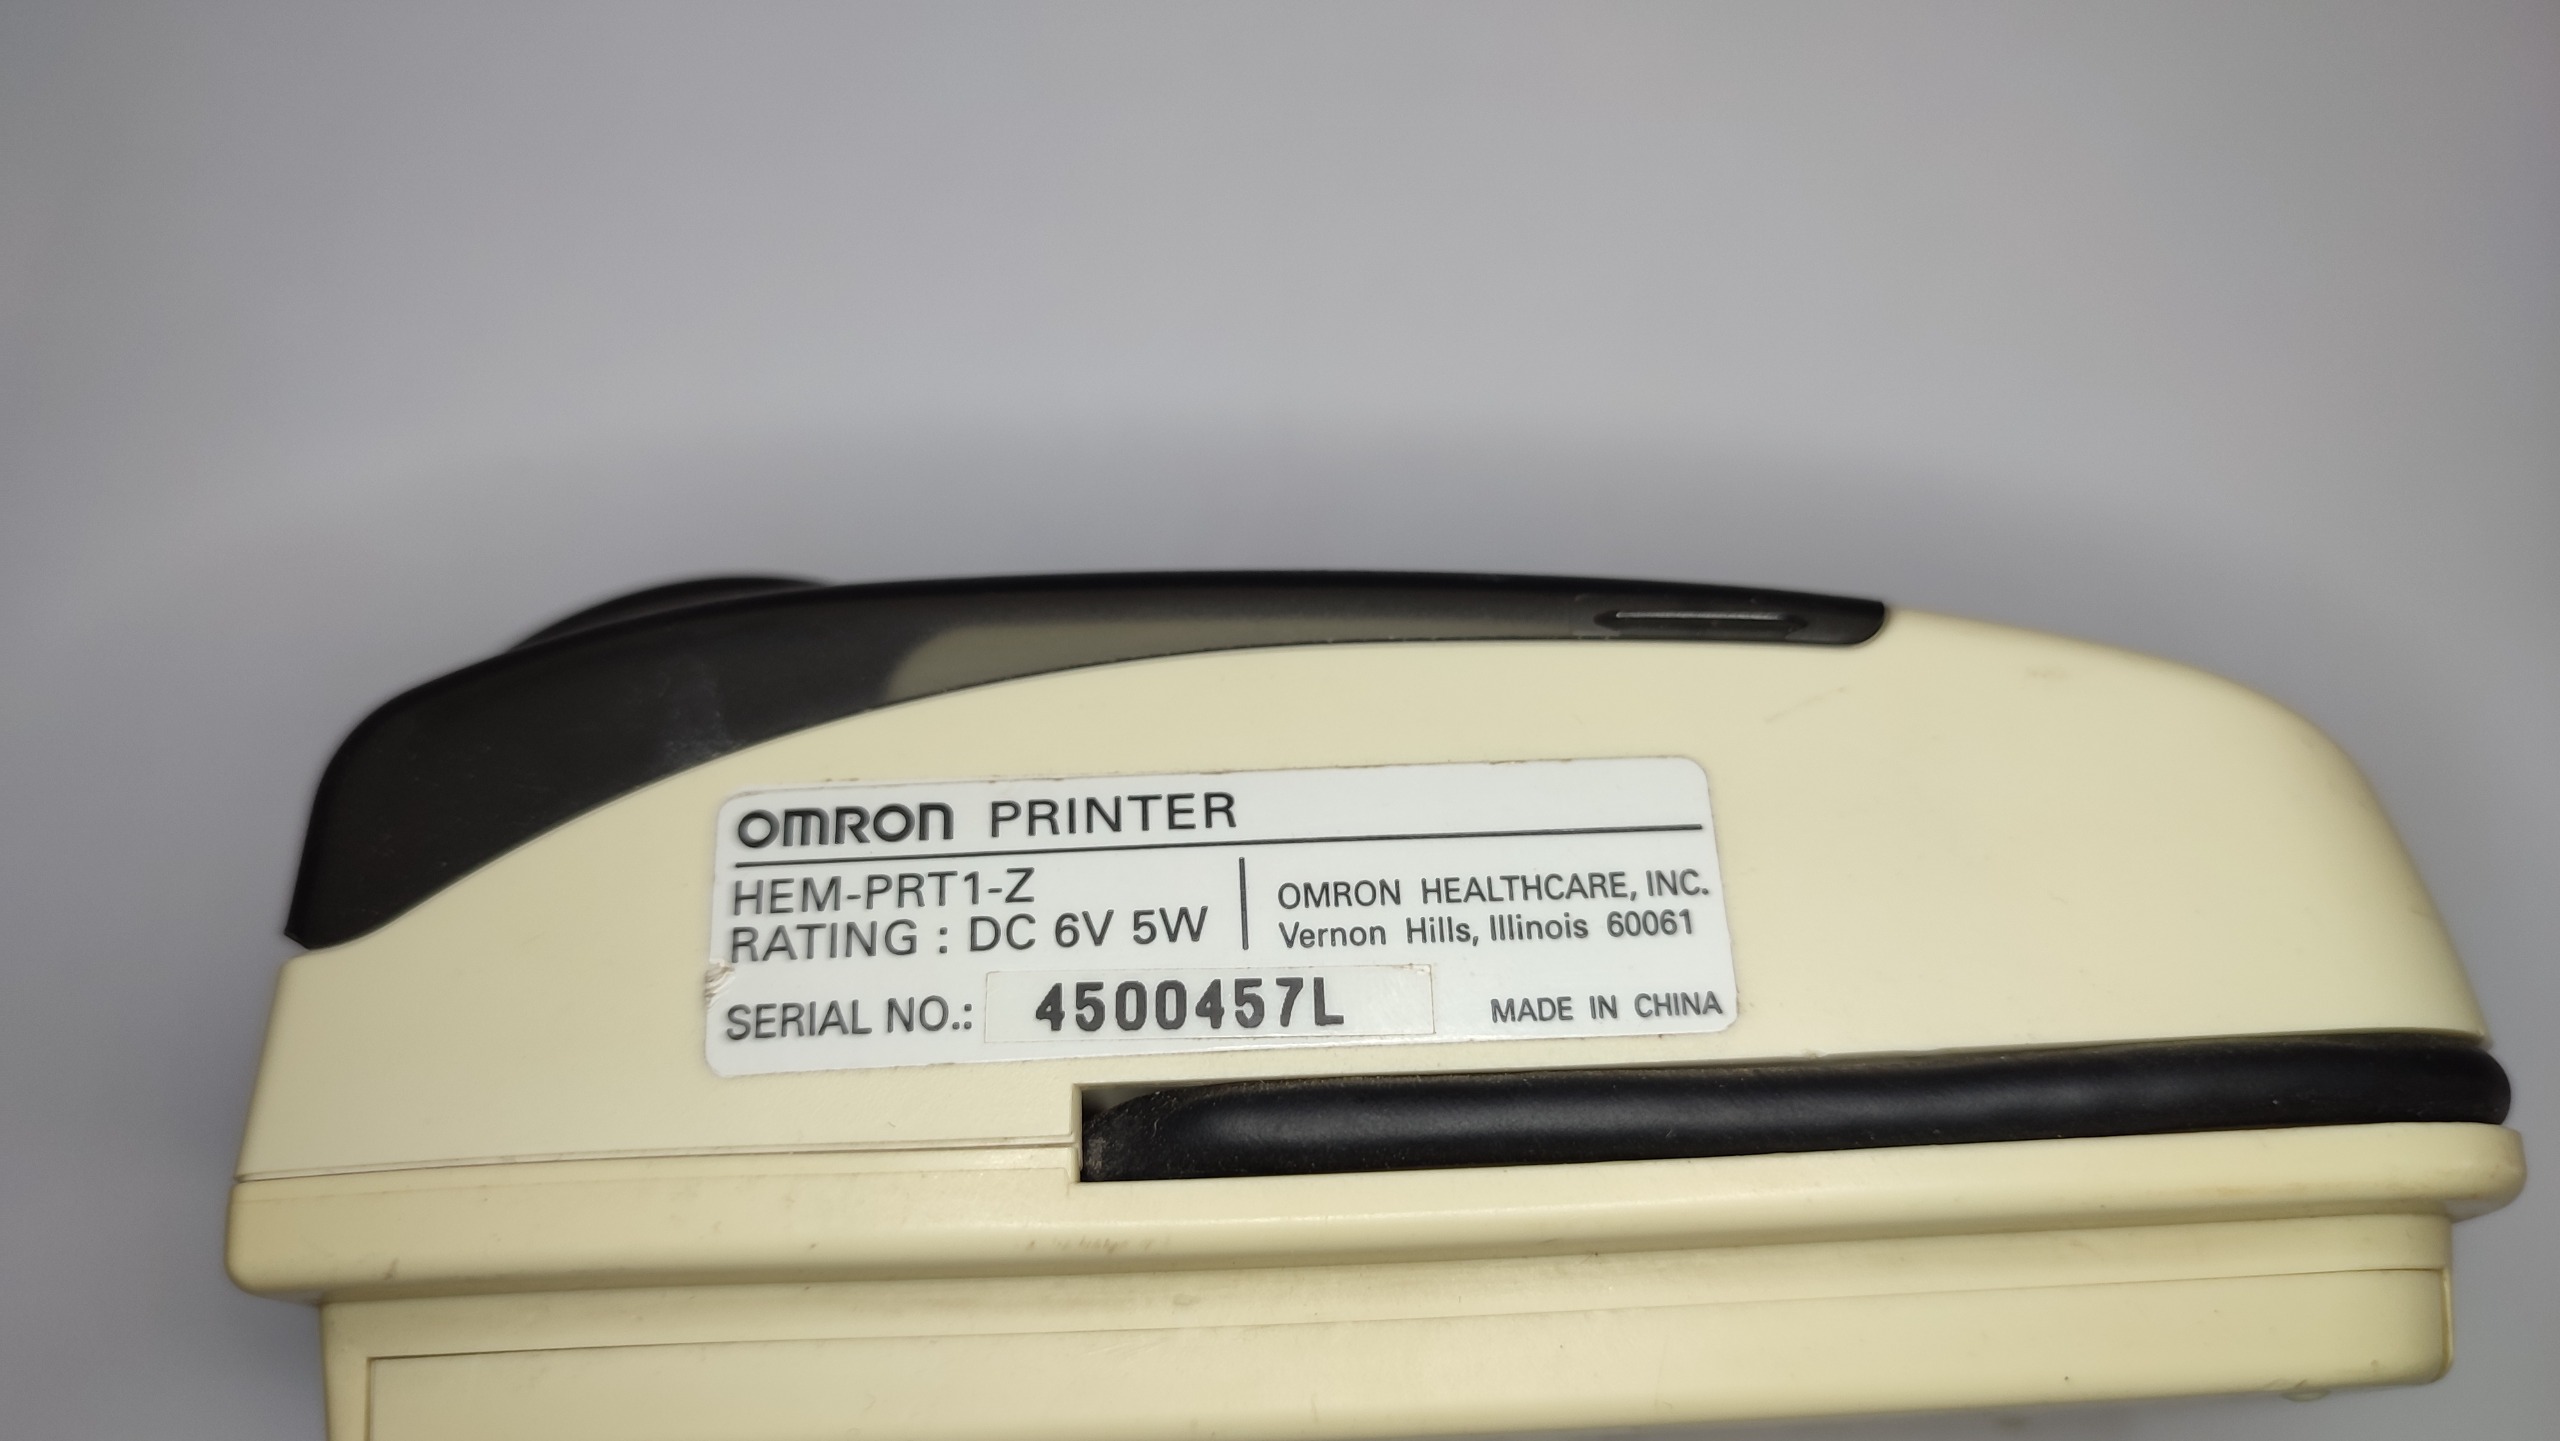 OMRON PRINTER
HEM-PRT1-Z
RATING : DC 6V 5W
OMRON HEALTHCARE, INC.
Vernon Hills, Illinois 60061
SERIAL NO.: 4500457L
MADE IN CHINA